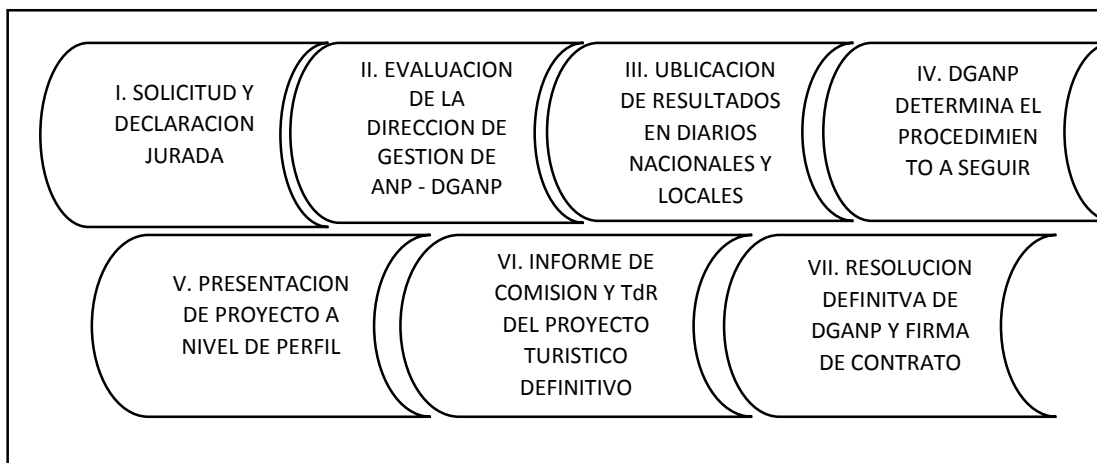 I. SOLICITUD Y
DECLARACION
JURADA
II. EVALUACION
DE LA
DIRECCION DE
GESTION DE
ANP - DGANP
III. UBLICACION
DE RESULTADOS
EN DIARIOS
NACIONALES Y
LOCALES
IV. DGANP
DETERMINA EL
PROCEDIMIEN
TO A SEGUIR
V. PRESENTACION
DE PROYECTO A
NIVEL DE PERFIL
VI. INFORME DE
COMISION Y TdR
DEL PROYECTO
TURISTICO
DEFINITIVO
VII. RESOLUCION
DEFINITVA DE
DGANP Y FIRMA
DE CONTRATO